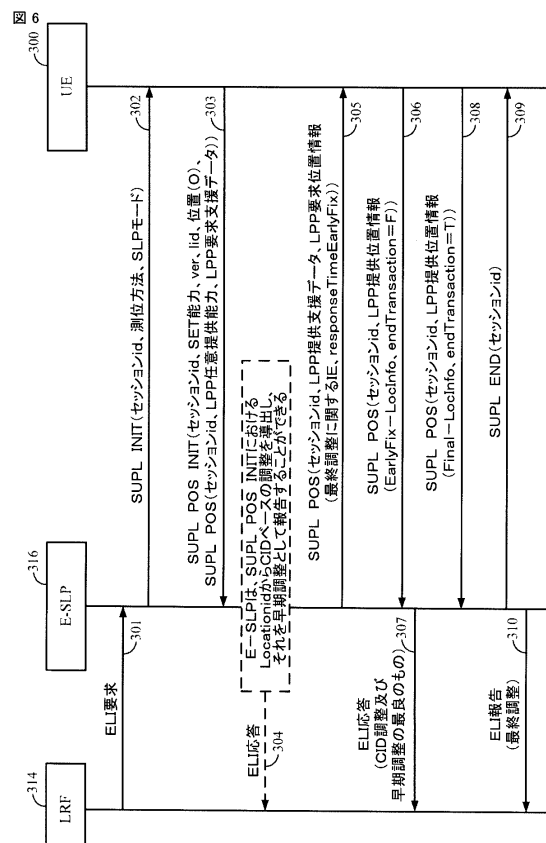 図 6
300
UE
316
E-SLP
314
LRF
ELI要求
301
SUPL INIT(セッションid、測位方法、SLPモード)
302
SUPL POS INIT(セッションid、SET能力、ver、lid、位置(O)、
SUPL POS(セッションid、LPP任意提供能力、LPP要求支援データ))
303
E-SLPは、SUPL POS INITにおける
LocationidからCIDベースの調整を導出し、
それを早期調整として報告することができる
ELI応答
304
SUPL POS(セッションid、LPP提供支援データ、LPP要求位置情報
(最終調整に関するIE、responseTimeEarlyFix))
305
SUPL POS(セッションid、LPP提供位置情報
(EarlyFix-LocInfo、endTransaction=F)
306
ELI応答
(CID調整及び
早期調整の最良のもの)
307
SUPL POS(セッションid、LPP提供位置情報
(Final-LocInfo、endTransaction=T)
308
SUPL END(セッションid)
309
ELI報告
(最終調整)
310